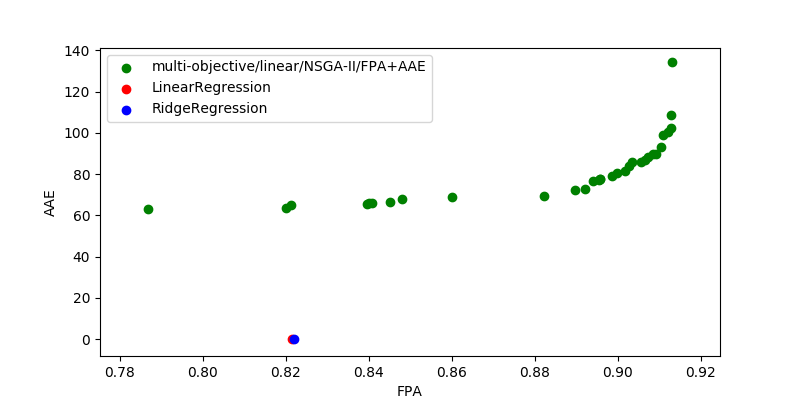 multi-objective/linear/NSGA-II/FPA+AAE
LinearRegression
RidgeRegression
140
120
100
80
60
40
20
0
AAE
0.78 0.80 0.82 0.84 0.86 0.88 0.90 0.92
FPA